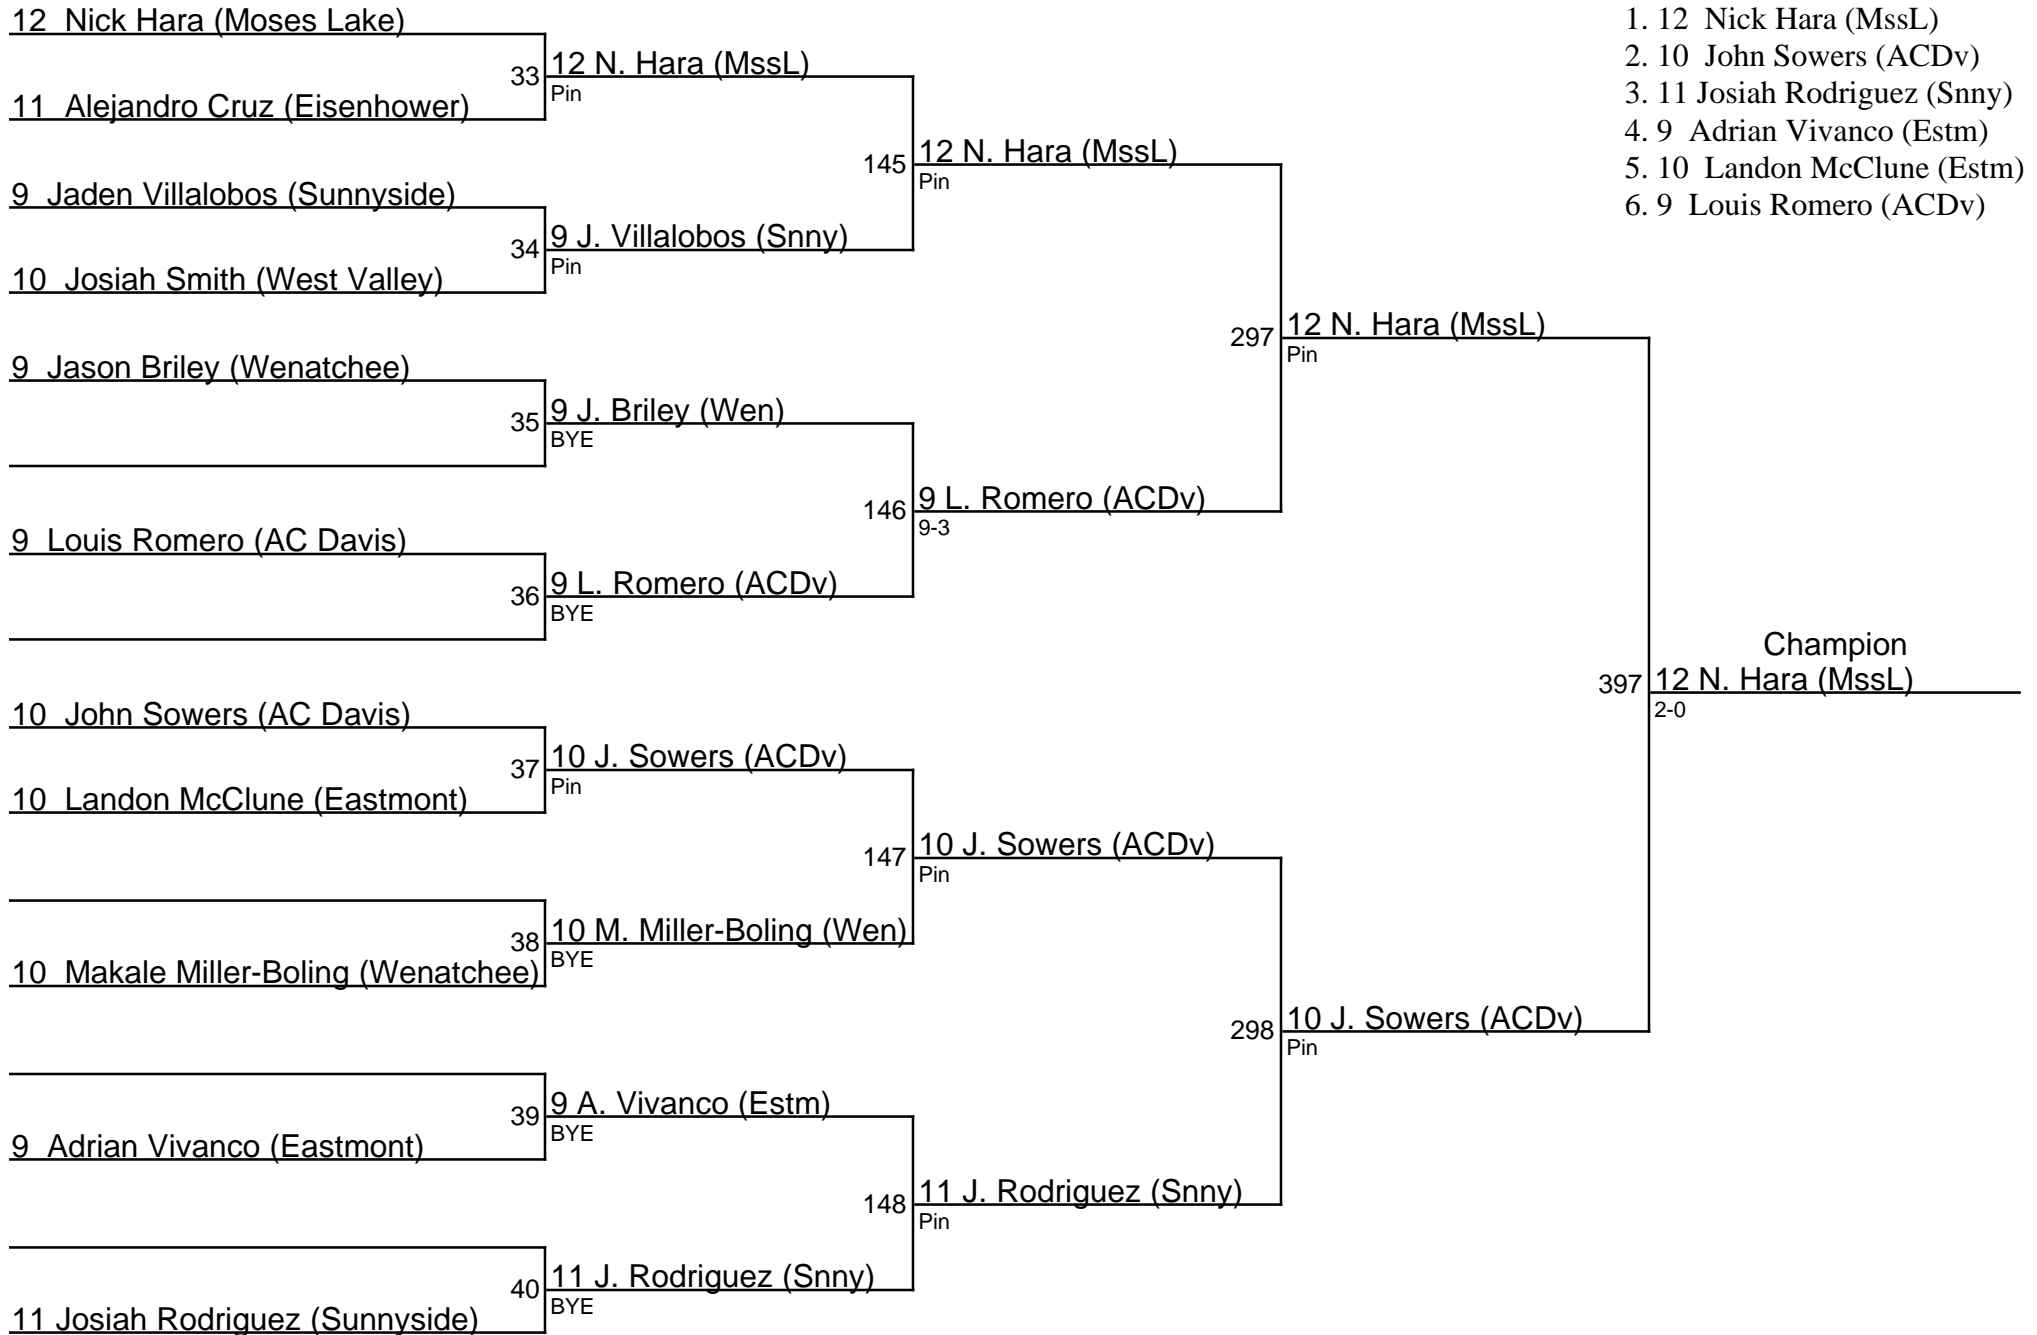 12 Nick Hara (Moses Lake)
11 Alejandro Cruz (Eisenhower)
9 Jaden Villalobos (Sunnyside)
10 Josiah Smith (West Valley)
9 Jason Briley (Wenatchee)
9 Louis Romero (AC Davis)
10 John Sowers (AC Davis)
10 Landon McClune (Eastmont)
10 Makale Miller-Boling (Wenatchee)
9 Adrian Vivanco (Eastmont)
11 Josiah Rodriguez (Sunnyside)
33 12 N. Hara (MssL)
Pin
34 9 J. Villalobos (Snny)
Pin
35 9 J. Briley (Wen)
BYE
36 9 L. Romero (ACDv)
BYE
37 10 J. Sowers (ACDv)
Pin
38 10 M. Miller-Boling (Wen)
BYE
39 9 A. Vivanco (Estm)
BYE
40 11 J. Rodriguez (Snny)
BYE
145 12 N. Hara (MssL)
Pin
146 9 L. Romero (ACDv)
9-3
147 10 J. Sowers (ACDv)
Pin
148 11 J. Rodriguez (Snny)
Pin
297 12 N. Hara (MssL)
Pin
298 10 J. Sowers (ACDv)
Pin
Champion
397 12 N. Hara (MssL)
2-0
1. 12 Nick Hara (MssL)
2. 10 John Sowers (ACDv)
3. 11 Josiah Rodriguez (Snny)
4. 9 Adrian Vivanco (Estm)
5. 10 Landon McClune (Estm)
6. 9 Louis Romero (ACDv)